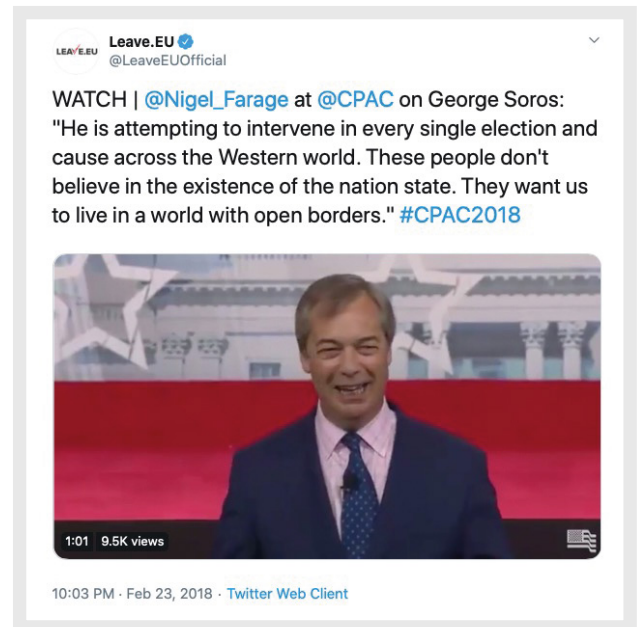 LEAVE.EU
Leave.EU
@LeaveEUOfficial
WATCH | @Nigel_Farage at @CPAC on George Soros:
"He is attempting to intervene in every single election and
cause across the Western world. These people don't
believe in the existence of the nation state. They want us
to live in a world with open borders." #CPAC2018
1:01 9.5K views
10:03 PM · Feb 23, 2018 · Twitter Web Client